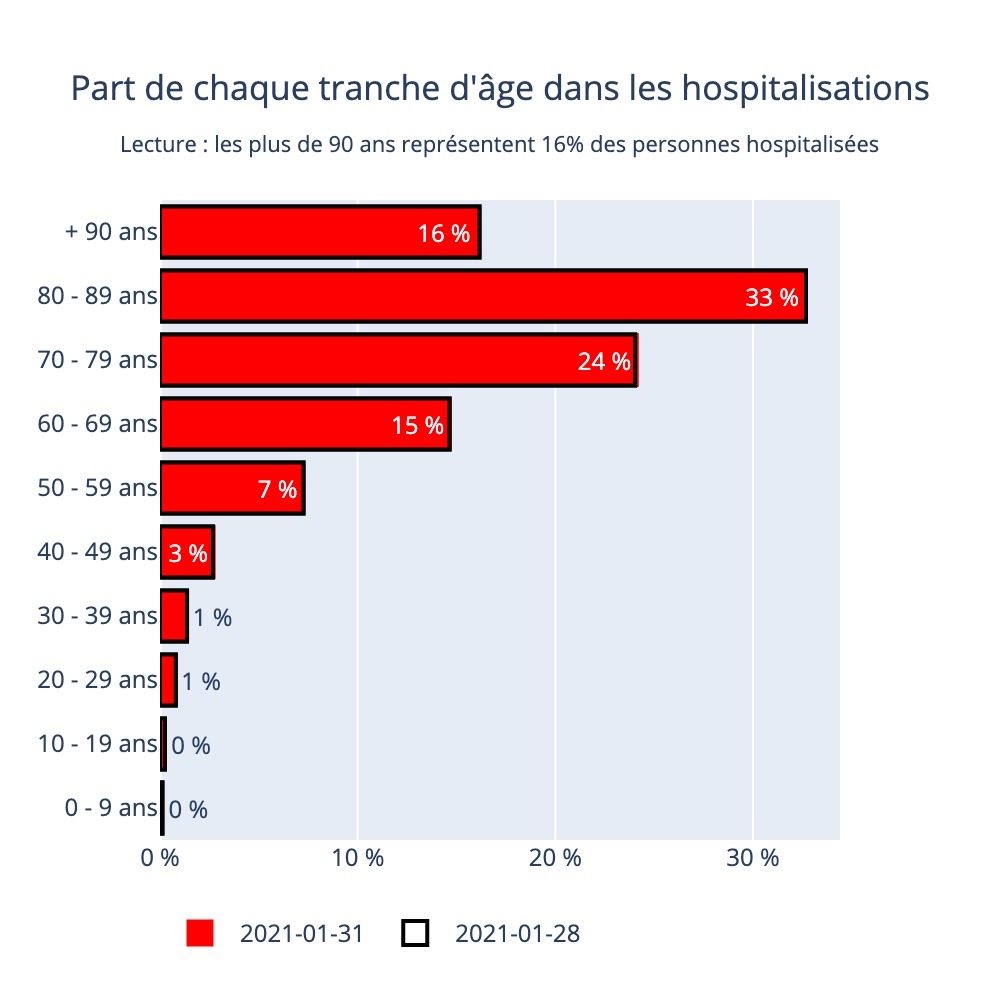 Part de chaque tranche d'âge dans les hospitalisations
Lecture : les plus de 90 ans représentent 16% des personnes hospitalisées
+ 90 ans 16 %
80 - 89 ans 33 %
70 - 79 ans 24 %
60 - 69 ans 15 %
50 - 59 ans 7 %
40 - 49 ans 3 %
30 - 39 ans 1 %
20 - 29 ans 1 %
10 - 19 ans 0 %
0 - 9 ans 0 %
0 % 10 % 20 % 30 %
2021-01-31 2021-01-28